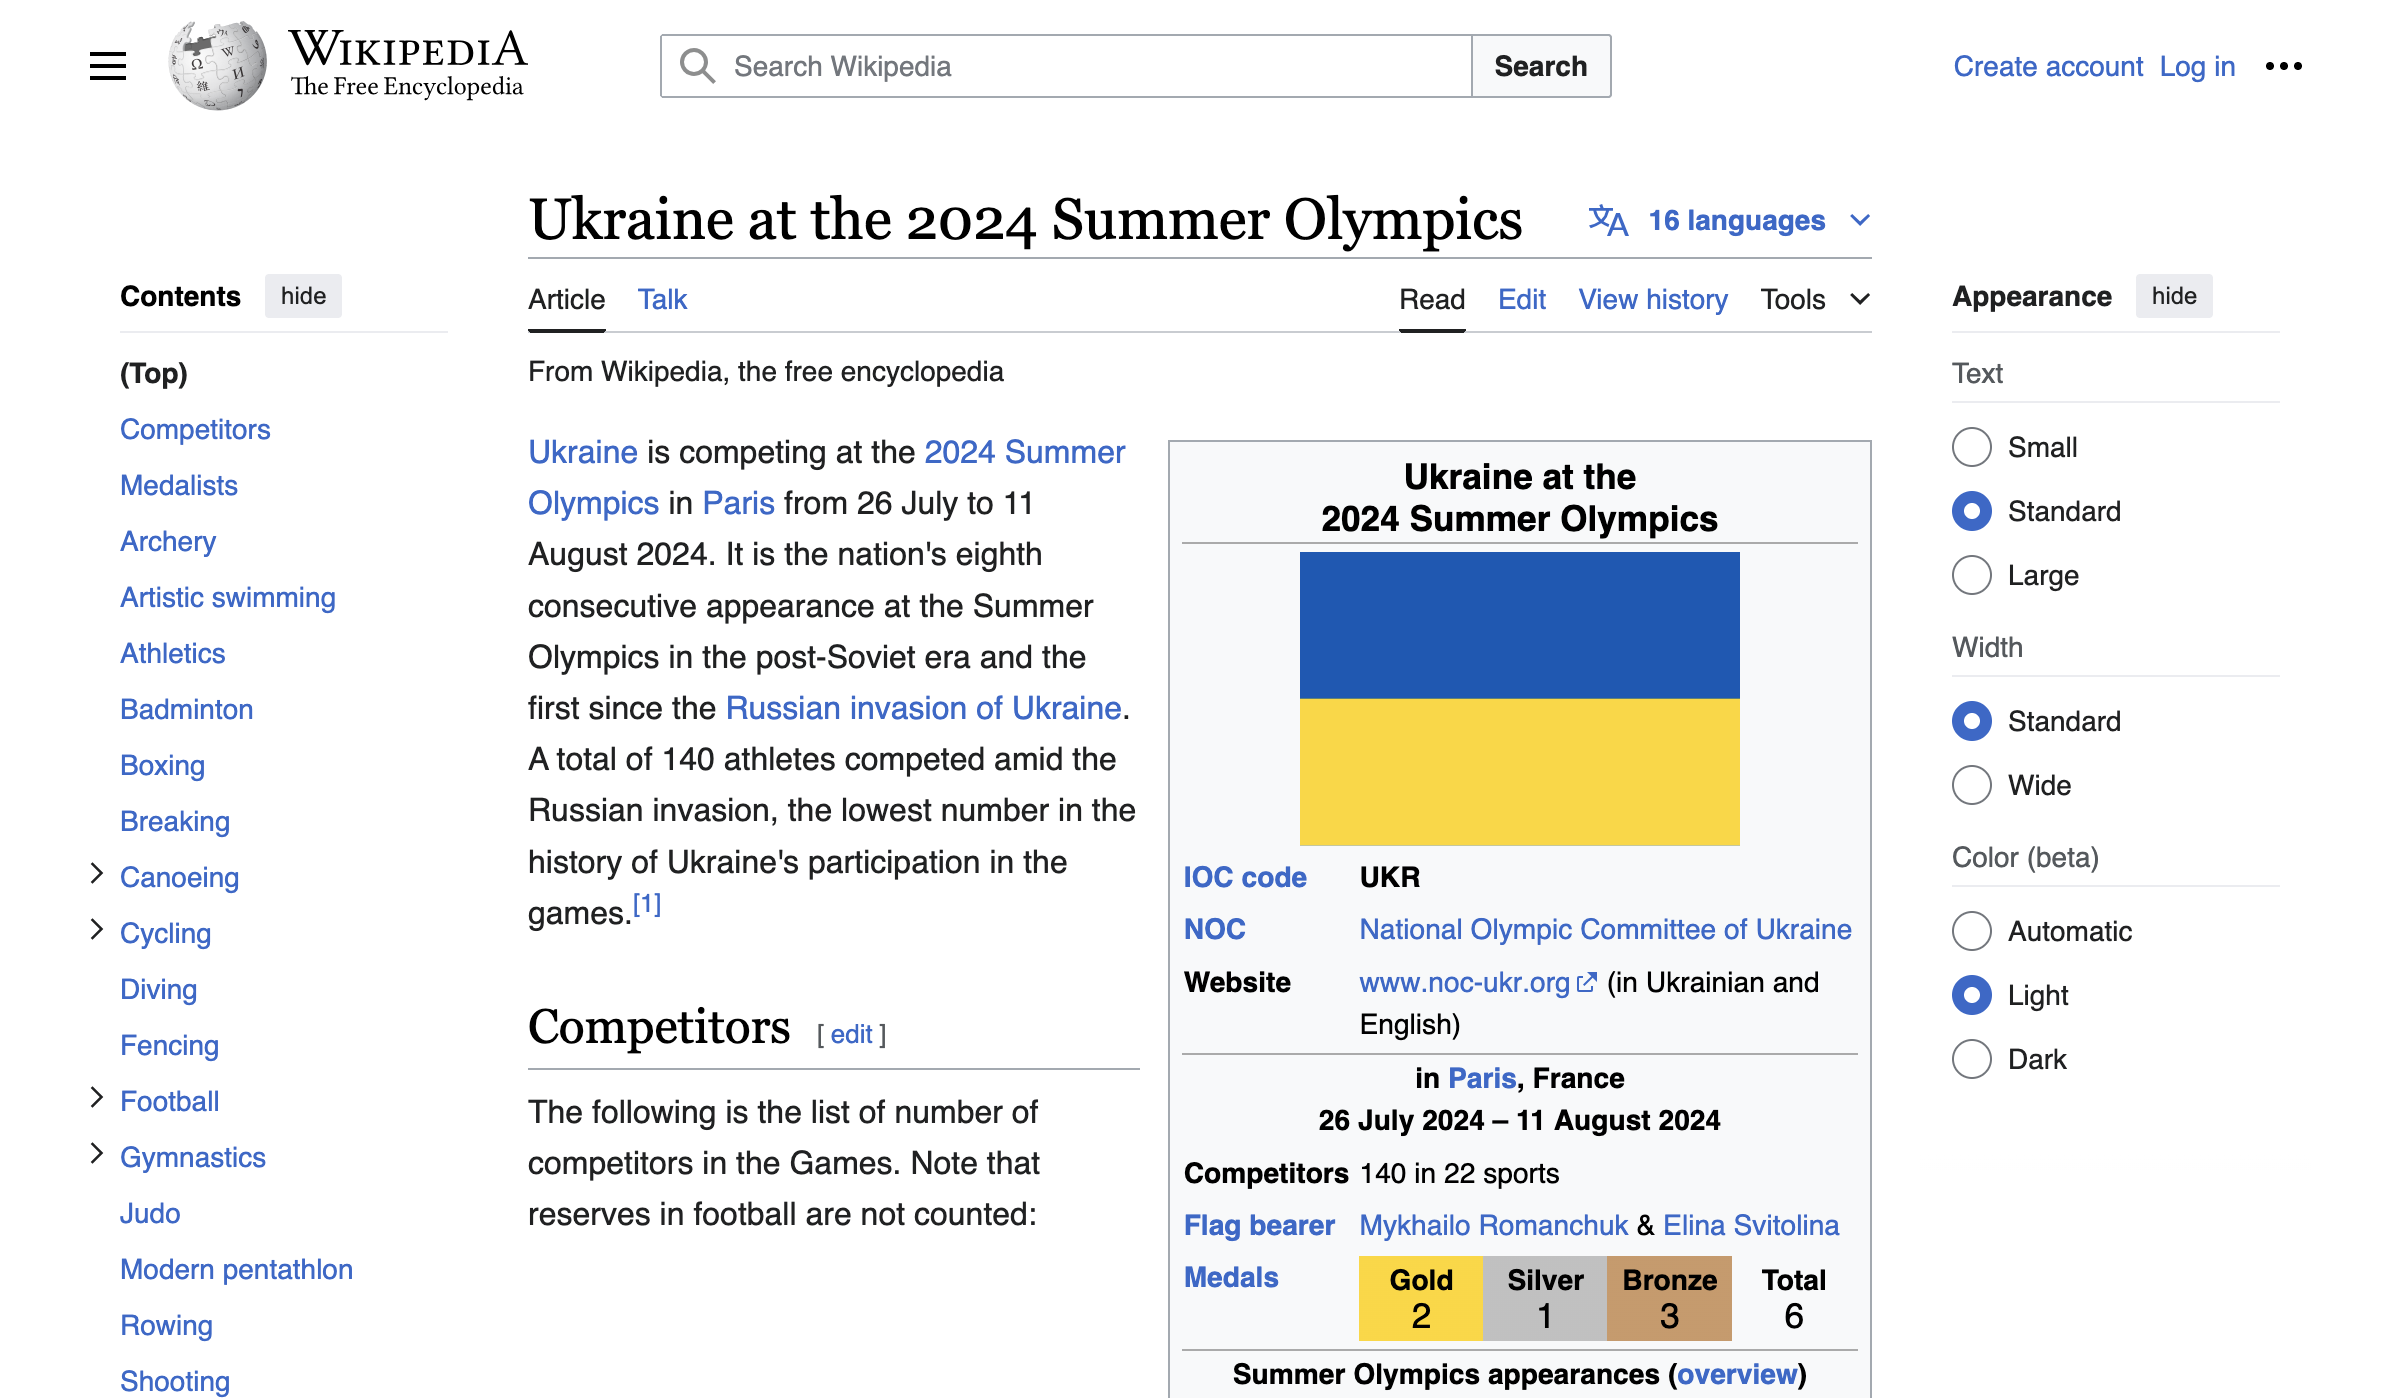 WIKIPEDIA
The Free Encyclopedia
Search Wikipedia
Search
Create account
Log in
Ukraine at the 2024 Summer Olympics
16 languages
Contents
hide
(Top)
Competitors
Medalists
Archery
Artistic swimming
Athletics
Badminton
Boxing
Breaking
Canoeing
Cycling
Diving
Fencing
Football
Gymnastics
Judo
Modern pentathlon
Rowing
Shooting
Article
Talk
Read
Edit
View history
Tools
From Wikipedia, the free encyclopedia
Ukraine is competing at the 2024 Summer
Olympics in Paris from 26 July to 11
August 2024. It is the nation's eighth
consecutive appearance at the Summer
Olympics in the post-Soviet era and the
first since the Russian invasion of Ukraine.
A total of 140 athletes competed amid the
Russian invasion, the lowest number in the
history of Ukraine's participation in the
games.[1]
Competitors [ edit ]
The following is the list of number of
competitors in the Games. Note that
reserves in football are not counted:
Ukraine at the
2024 Summer Olympics
IOC code UKR
NOC National Olympic Committee of Ukraine
Website www.noc-ukr.org (in Ukrainian and
English)
in Paris, France
26 July 2024 – 11 August 2024
Competitors 140 in 22 sports
Flag bearer Mykhailo Romanchuk & Elina Svitolina
Medals
Gold Silver Bronze Total
2 1 3 6
Summer Olympics appearances (overview)
Appearance
hide
Text
Small
Standard
Large
Width
Standard
Wide
Color (beta)
Automatic
Light
Dark